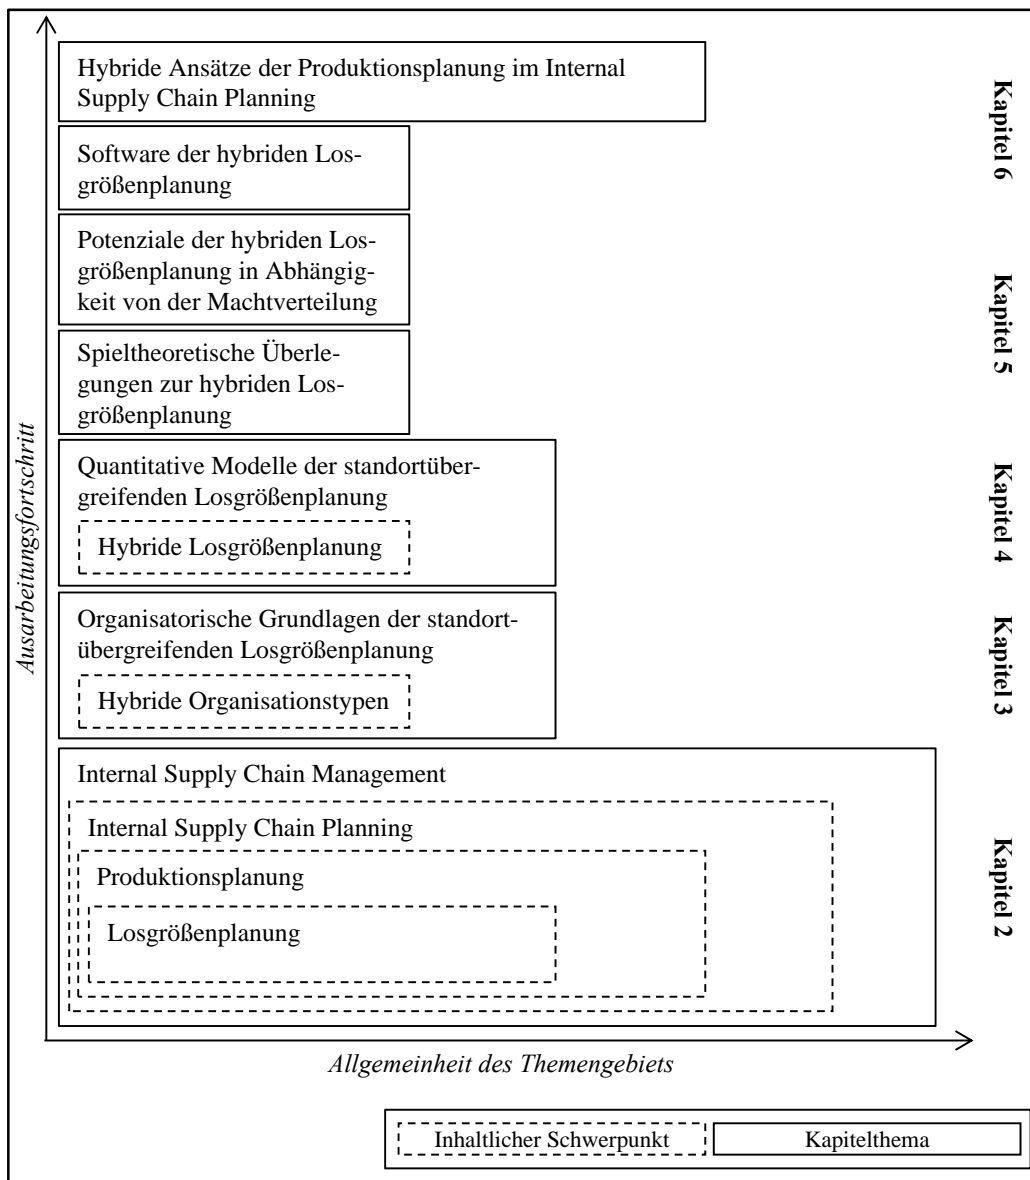 Hybride Ansätze der Produktionsplanung im Internal
Supply Chain Planning
Software der hybriden Los-
größenplanung
Kapitel 6
Potenziale der hybriden Los-
größenplanung in Abhängig-
keit von der Machtverteilung
Spieltheoretische Überle-
gungen zur hybriden Los-
größenplanung
Kapitel 5
Quantitative Modelle der standortüber-
greifenden Losgrößenplanung
Hybride Losgrößenplanung
Kapitel 4
Organisatorische Grundlagen der standort-
übergreifenden Losgrößenplanung
Hybride Organisationstypen
Kapitel 3
Internal Supply Chain Management
Internal Supply Chain Planning
Produktionsplanung
Losgrößenplanung
Kapitel 2
Ausarbeitungsfortschritt
Allgemeinheit des Themengebiets
Inhaltlicher Schwerpunkt
Kapitelthema